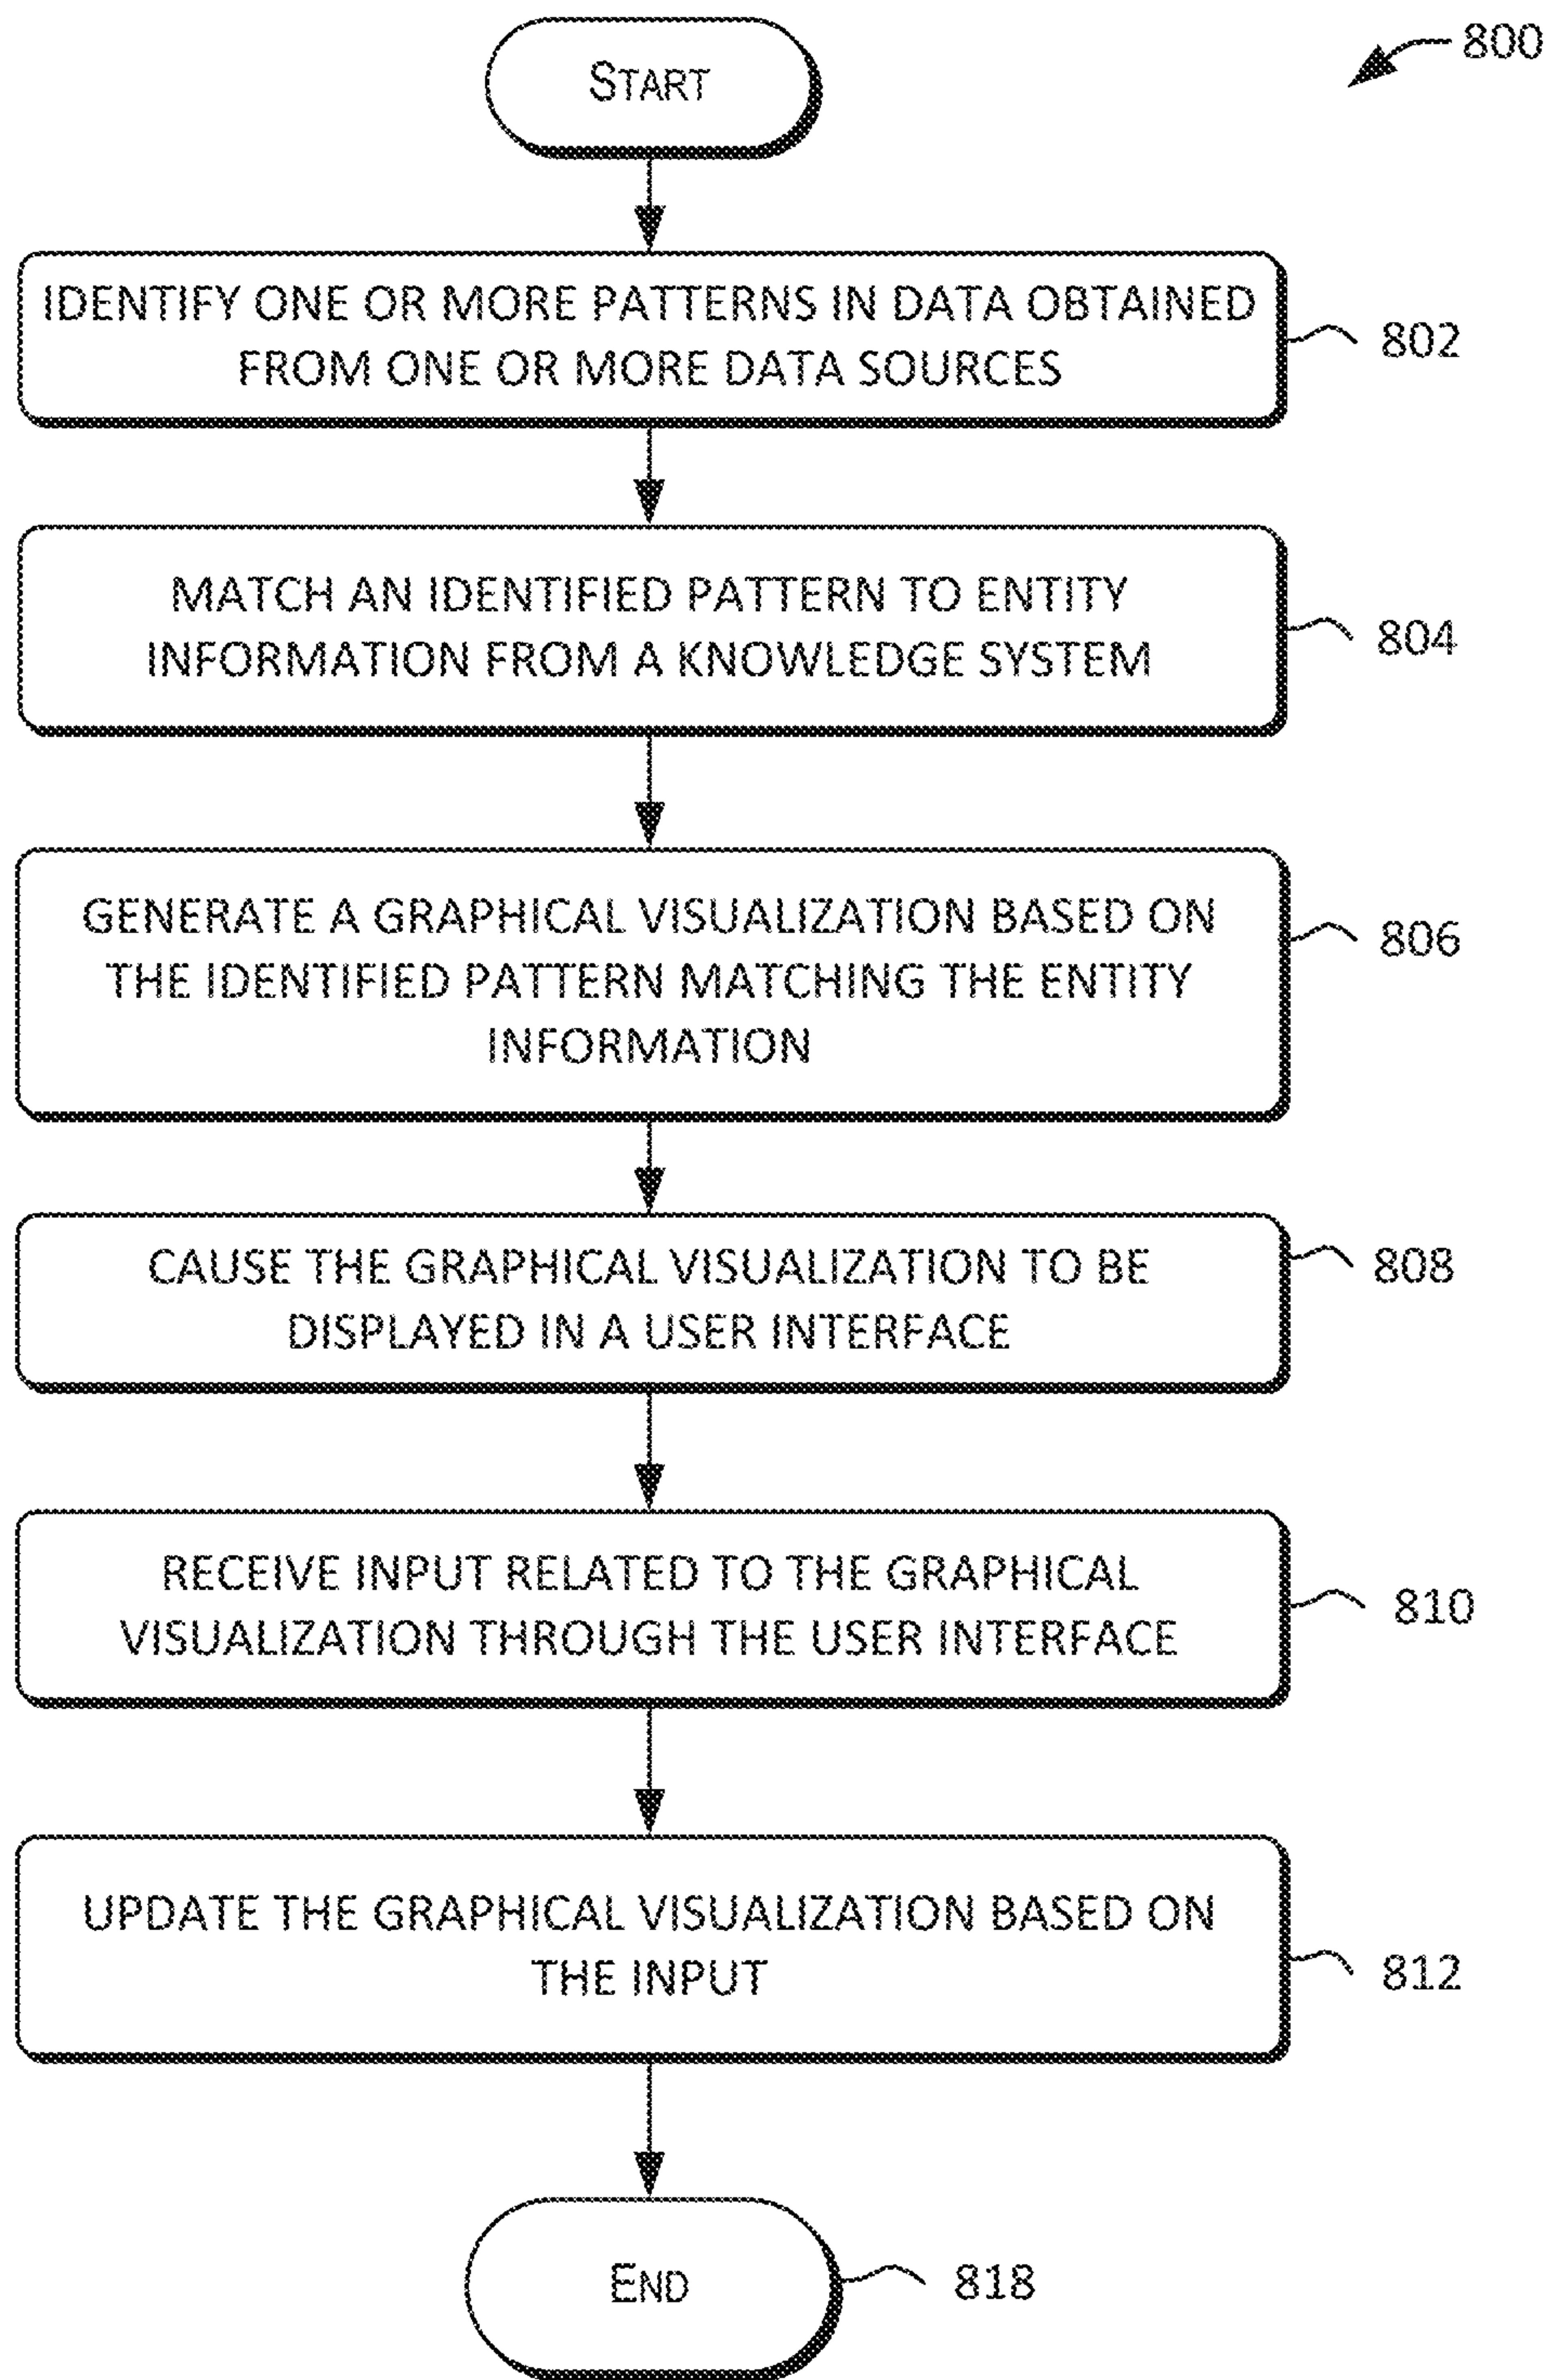 START
800
IDENTIFY ONE OR MORE PATTERNS IN DATA OBTAINED
FROM ONE OR MORE DATA SOURCES
802
MATCH AN IDENTIFIED PATTERN TO ENTITY
INFORMATION FROM A KNOWLEDGE SYSTEM
804
GENERATE A GRAPHICAL VISUALIZATION BASED ON
THE IDENTIFIED PATTERN MATCHING THE ENTITY
INFORMATION
806
CAUSE THE GRAPHICAL VISUALIZATION TO BE
DISPLAYED IN A USER INTERFACE
808
RECEIVE INPUT RELATED TO THE GRAPHICAL
VISUALIZATION THROUGH THE USER INTERFACE
810
UPDATE THE GRAPHICAL VISUALIZATION BASED ON
THE INPUT
812
END
818